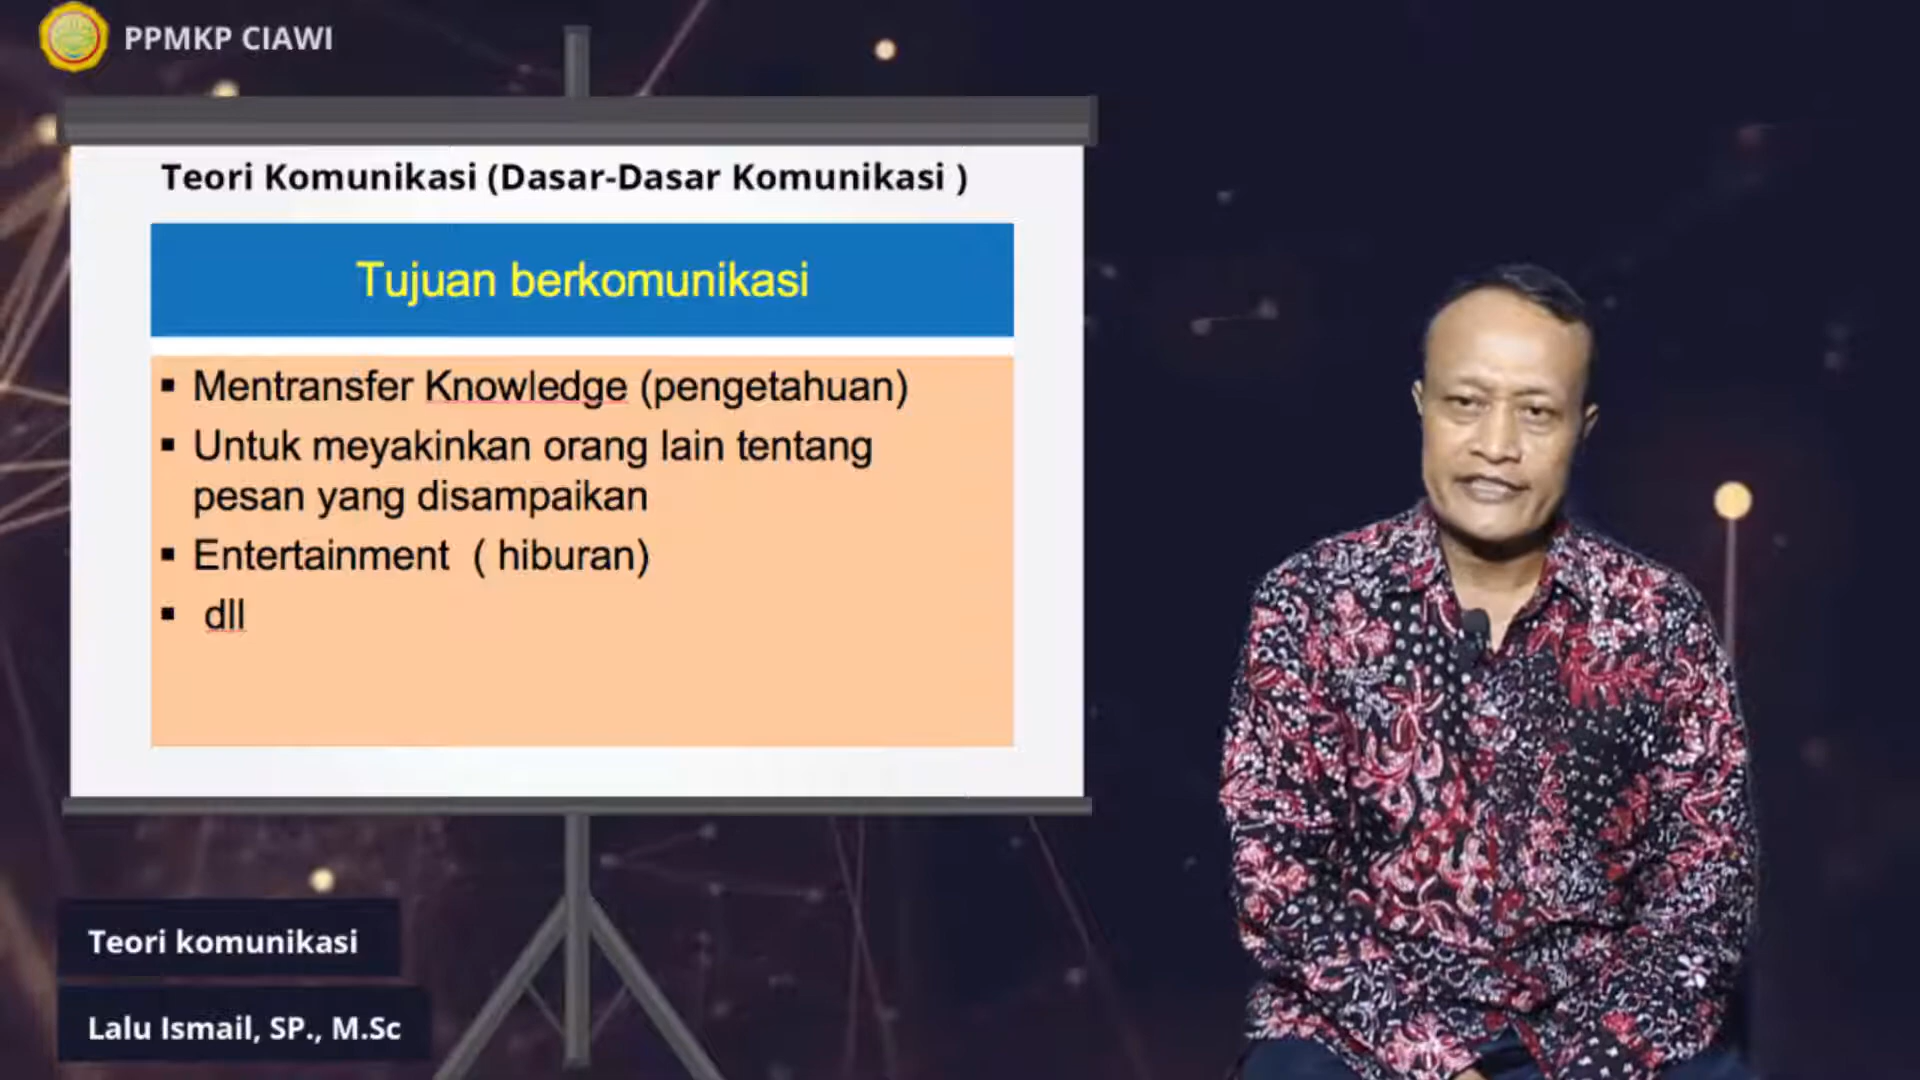 PPMKP CIAWI
Teori Komunikasi (Dasar-Dasar Komunikasi )
Tujuan berkomunikasi
▪ Mentransfer Knowledge (pengetahuan)
▪ Untuk meyakinkan orang lain tentang
pesan yang disampaikan
▪ Entertainment  ( hiburan)
▪ dll
Teori komunikasi
Lalu Ismail, SP., M.Sc